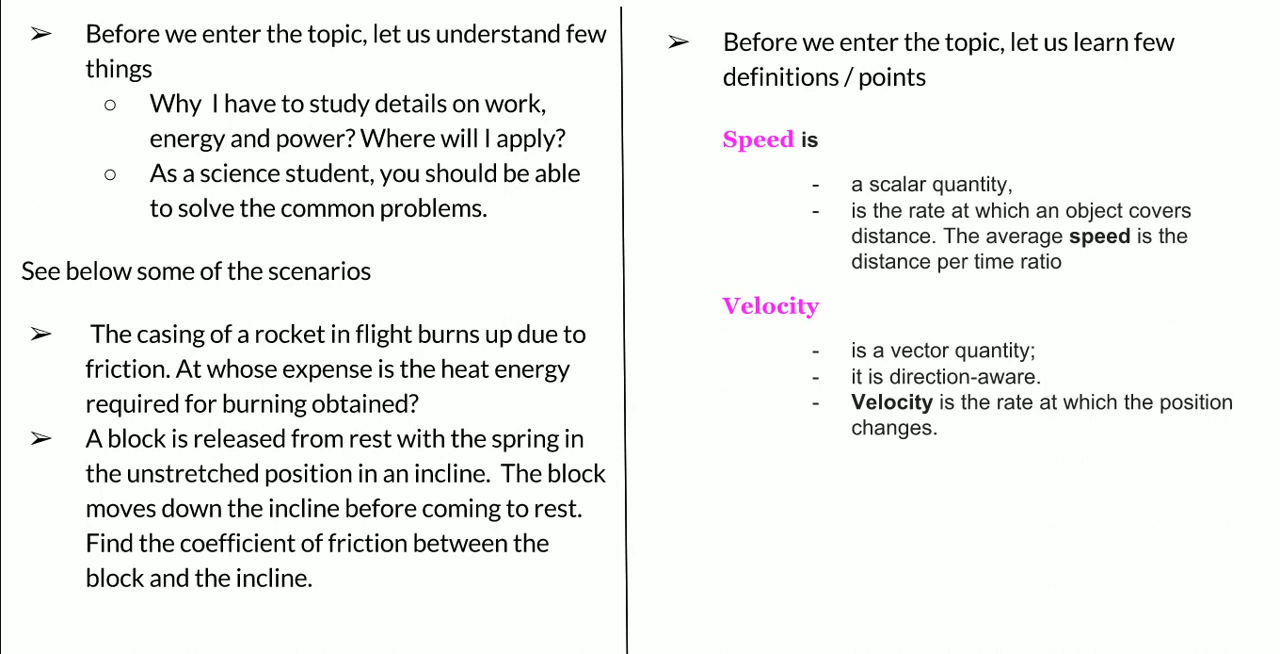 ➢ Before we enter the topic, let us understand few
things
○ Why I have to study details on work,
energy and power? Where will I apply?
○ As a science student, you should be able
to solve the common problems.
See below some of the scenarios
➢ The casing of a rocket in flight burns up due to
friction. At whose expense is the heat energy
required for burning obtained?
➢ A block is released from rest with the spring in
the unstretched position in an incline. The block
moves down the incline before coming to rest.
Find the coefficient of friction between the
block and the incline.
➢ Before we enter the topic, let us learn few
definitions / points
Speed is
- a scalar quantity,
- is the rate at which an object covers
distance. The average speed is the
distance per time ratio
Velocity
- is a vector quantity;
- it is direction-aware.
- Velocity is the rate at which the position
changes.